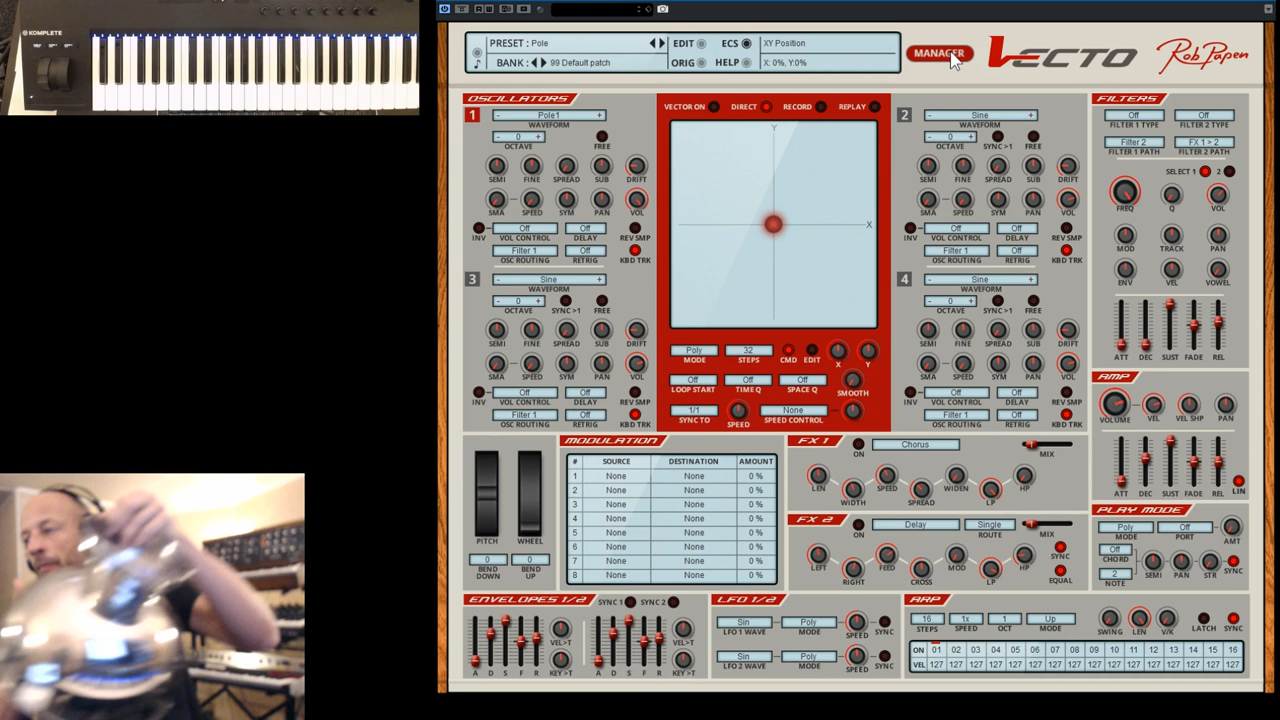 KOMPLETE
PRESET: Pole EDIT ECS XY Position
BANK: 99 Default patch ORIG HELP X: 0%, Y:0%
MANAGER
VECTO
Rob Papen
OSCILLATORS
1 - Pole1 +
WAVEFORM
- 0 +
OCTAVE FREE
SEMI FINE SPREAD SUB DRIFT
SMA SPEED SYM PAN VOL
INV Off Off
VOL CONTROL DELAY REV SMP
Filter 1 Off
OSC ROUTING RETRIG KBD TRK
3 - Sine +
WAVEFORM
- 0 +
OCTAVE SYNC >1 FREE
SEMI FINE SPREAD SUB DRIFT
SMA SPEED SYM PAN VOL
INV Off Off
VOL CONTROL DELAY REV SMP
Filter 1 Off
OSC ROUTING RETRIG KBD TRK
VECTOR ON DIRECT RECORD REPLAY
Y
X
Poly 32
MODE STEPS CMD EDIT X Y
Off Off Off
LOOP START TIME Q SPACE Q SMOOTH
1/1 None
SYNC TO SPEED SPEED CONTROL
2 - Sine +
WAVEFORM
- 0 +
OCTAVE SYNC >1 FREE
SEMI FINE SPREAD SUB DRIFT
SMA SPEED SYM PAN VOL
INV Off Off
VOL CONTROL DELAY REV SMP
Filter 1 Off
OSC ROUTING RETRIG KBD TRK
4 - Sine +
WAVEFORM
- 0 +
OCTAVE SYNC >1 FREE
SEMI FINE SPREAD SUB DRIFT
SMA SPEED SYM PAN VOL
INV Off Off
VOL CONTROL DELAY REV SMP
Filter 1 Off
OSC ROUTING RETRIG KBD TRK
FILTERS
Off Off
FILTER 1 TYPE FILTER 2 TYPE
Filter 2 FX 1 > 2
FILTER 1 PATH FILTER 2 PATH
SELECT 1 2
FREQ Q VOL
MOD TRACK PAN
ENV VEL VOWEL
ATT DEC SUST FADE REL
AMP
VOLUME VEL VEL SHP PAN
ATT DEC SUST FADE REL LIN
PITCH WHEEL
0 0
BEND DOWN BEND UP
MODULATION
# SOURCE DESTINATION AMOUNT
1 None None 0 %
2 None None 0 %
3 None None 0 %
4 None None 0 %
5 None None 0 %
6 None None 0 %
7 None None 0 %
8 None None 0 %
FX 1 ON Chorus MIX
LEN WIDTH SPEED SPREAD WIDEN LP HP
FX 2 ON Delay Single ROUTE MIX
LEFT RIGHT FEED CROSS MOD LP HP SYNC EQUAL
PLAY MODE
Poly Off
MODE PORT AMT
Off
CHORD
2
NOTE SEMI PAN STR SYNC
ENVELOPES 1/2 SYNC 1 SYNC 2
VEL>T VEL>T
A D S F R KEY>T A D S F R KEY>T
LFO 1/2
Sin Poly
LFO 1 WAVE MODE SPEED SYNC
Sin Poly
LFO 2 WAVE MODE SPEED SYNC
ARP
16 1x 1 Up
STEPS SPEED OCT MODE SWING LEN V/K LATCH SYNC
ON 01 02 03 04 05 06 07 08 09 10 11 12 13 14 15 16
VEL 127 127 127 127 127 127 127 127 127 127 127 127 127 127 127 127